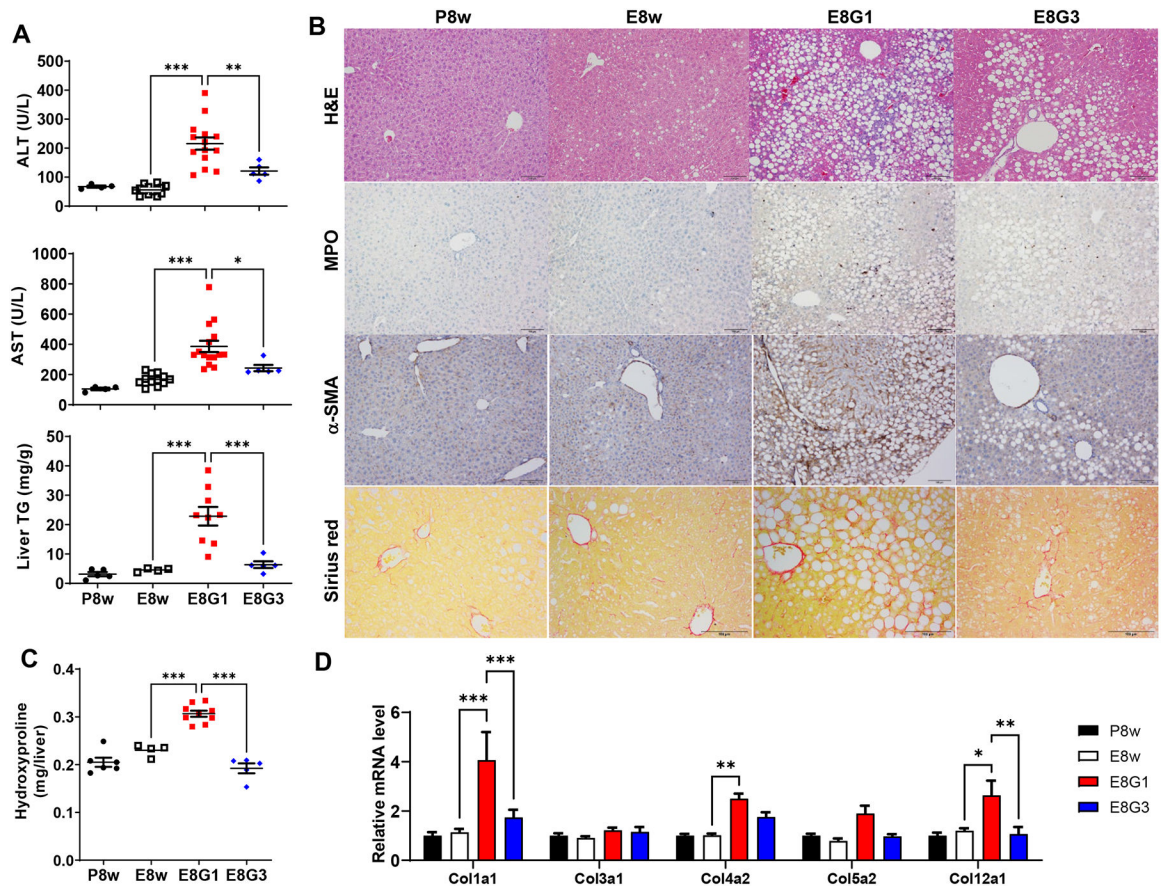 A
ALT (U/L)
500
400
300
200
100
0
***
**
AST (U/L)
1000
800
600
400
200
0
***
*
Liver TG (mg/g)
50
40
30
20
10
0
***
***
P8w E8w E8G1 E8G3
B
P8w E8w E8G1 E8G3
H&E
MPO
α-SMA
Sirius red
C
Hydroxyproline
(mg/liver)
0.4
0.3
0.2
0.1
0.0
***
***
P8w E8w E8G1 E8G3
D
Relative mRNA level
6
4
2
0
***
***
**
*
**
Col1a1 Col3a1 Col4a2 Col5a2 Col12a1
P8w
E8w
E8G1
E8G3